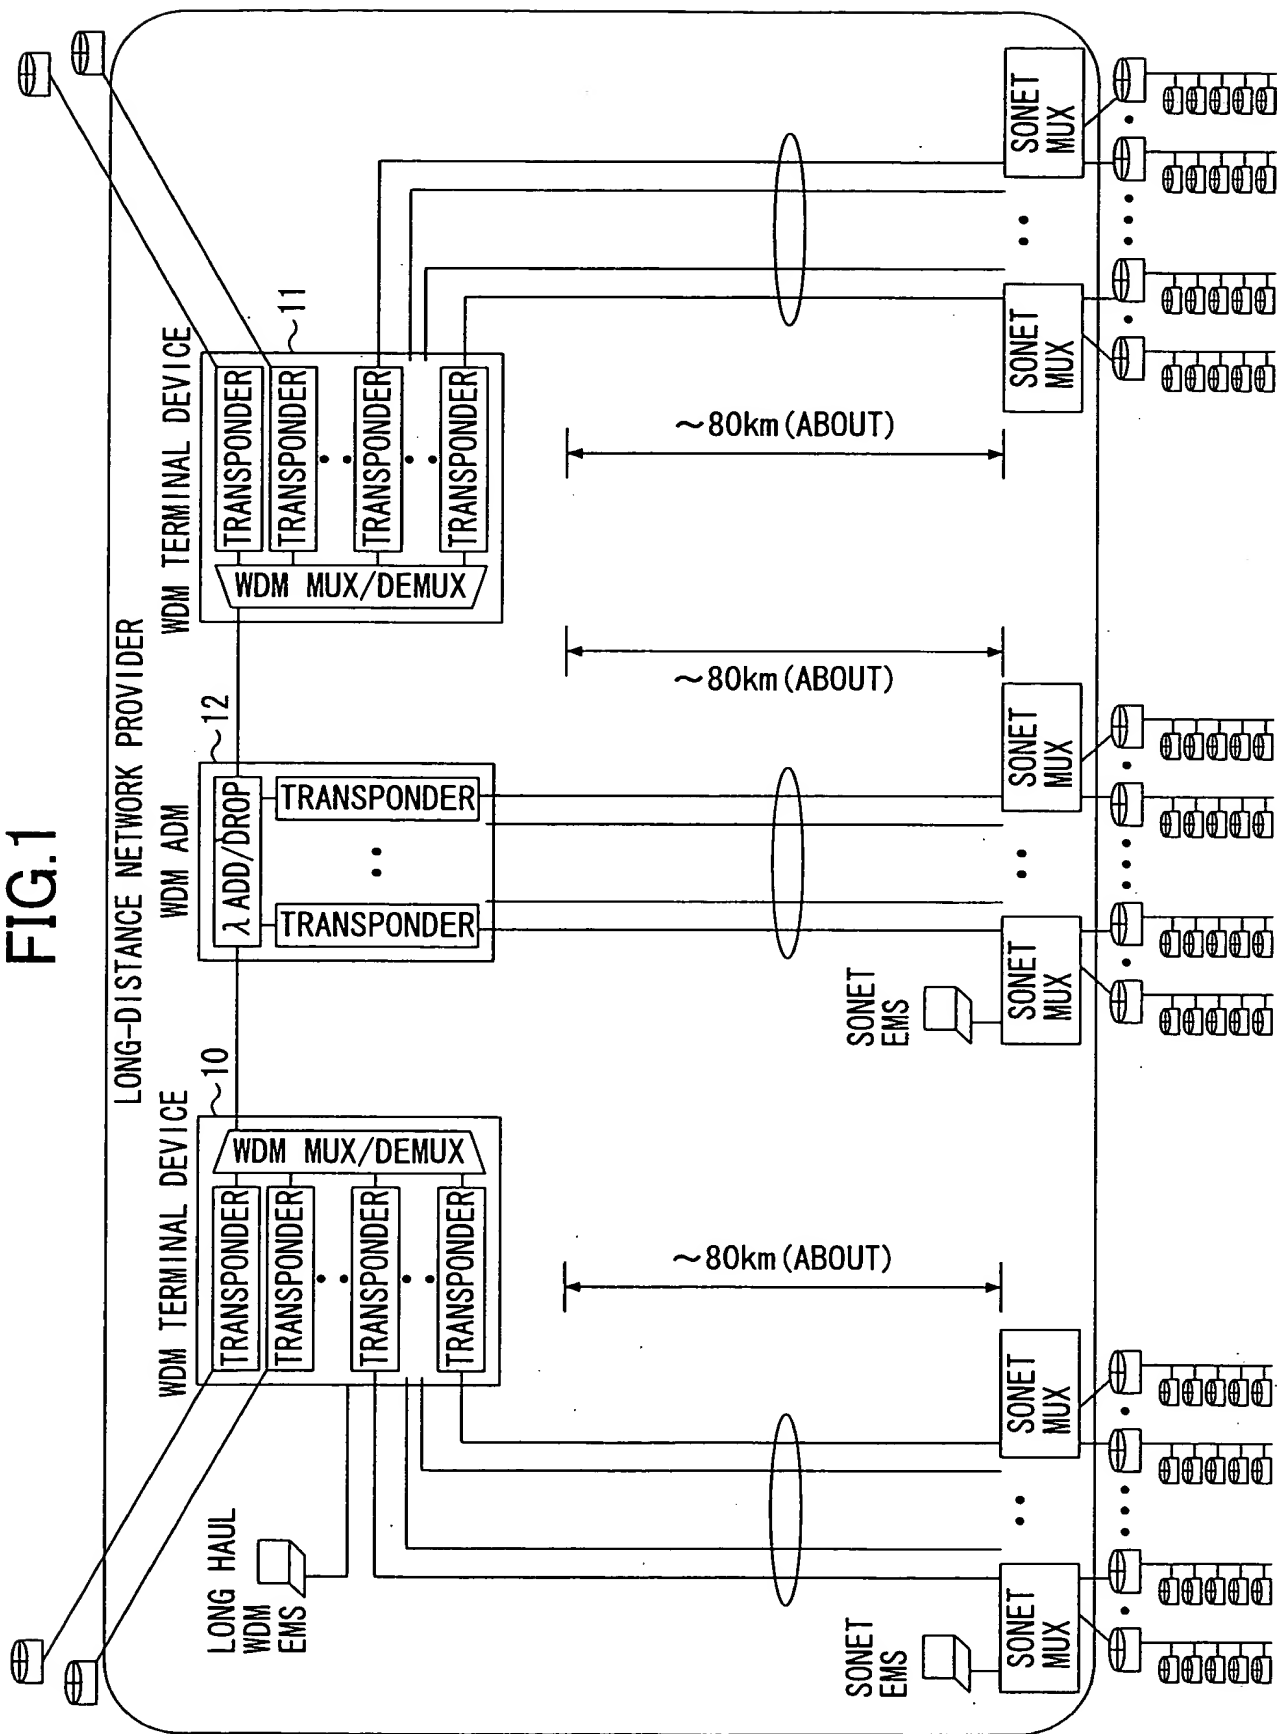 FIG.1
LONG-DISTANCE NETWORK PROVIDER
WDM TERMINAL DEVICE
10
TRANSPONDER
TRANSPONDER
TRANSPONDER
TRANSPONDER
WDM MUX/DEMUX
WDM ADM
12
λ ADD/DROP
TRANSPONDER
TRANSPONDER
WDM TERMINAL DEVICE
11
WDM MUX/DEMUX
TRANSPONDER
TRANSPONDER
TRANSPONDER
TRANSPONDER
LONG HAUL
WDM
EMS
~80km(ABOUT)
~80km(ABOUT)
~80km(ABOUT)
SONET
EMS
SONET
EMS
SONET
MUX
SONET
MUX
SONET
MUX
SONET
MUX
SONET
MUX
SONET
MUX